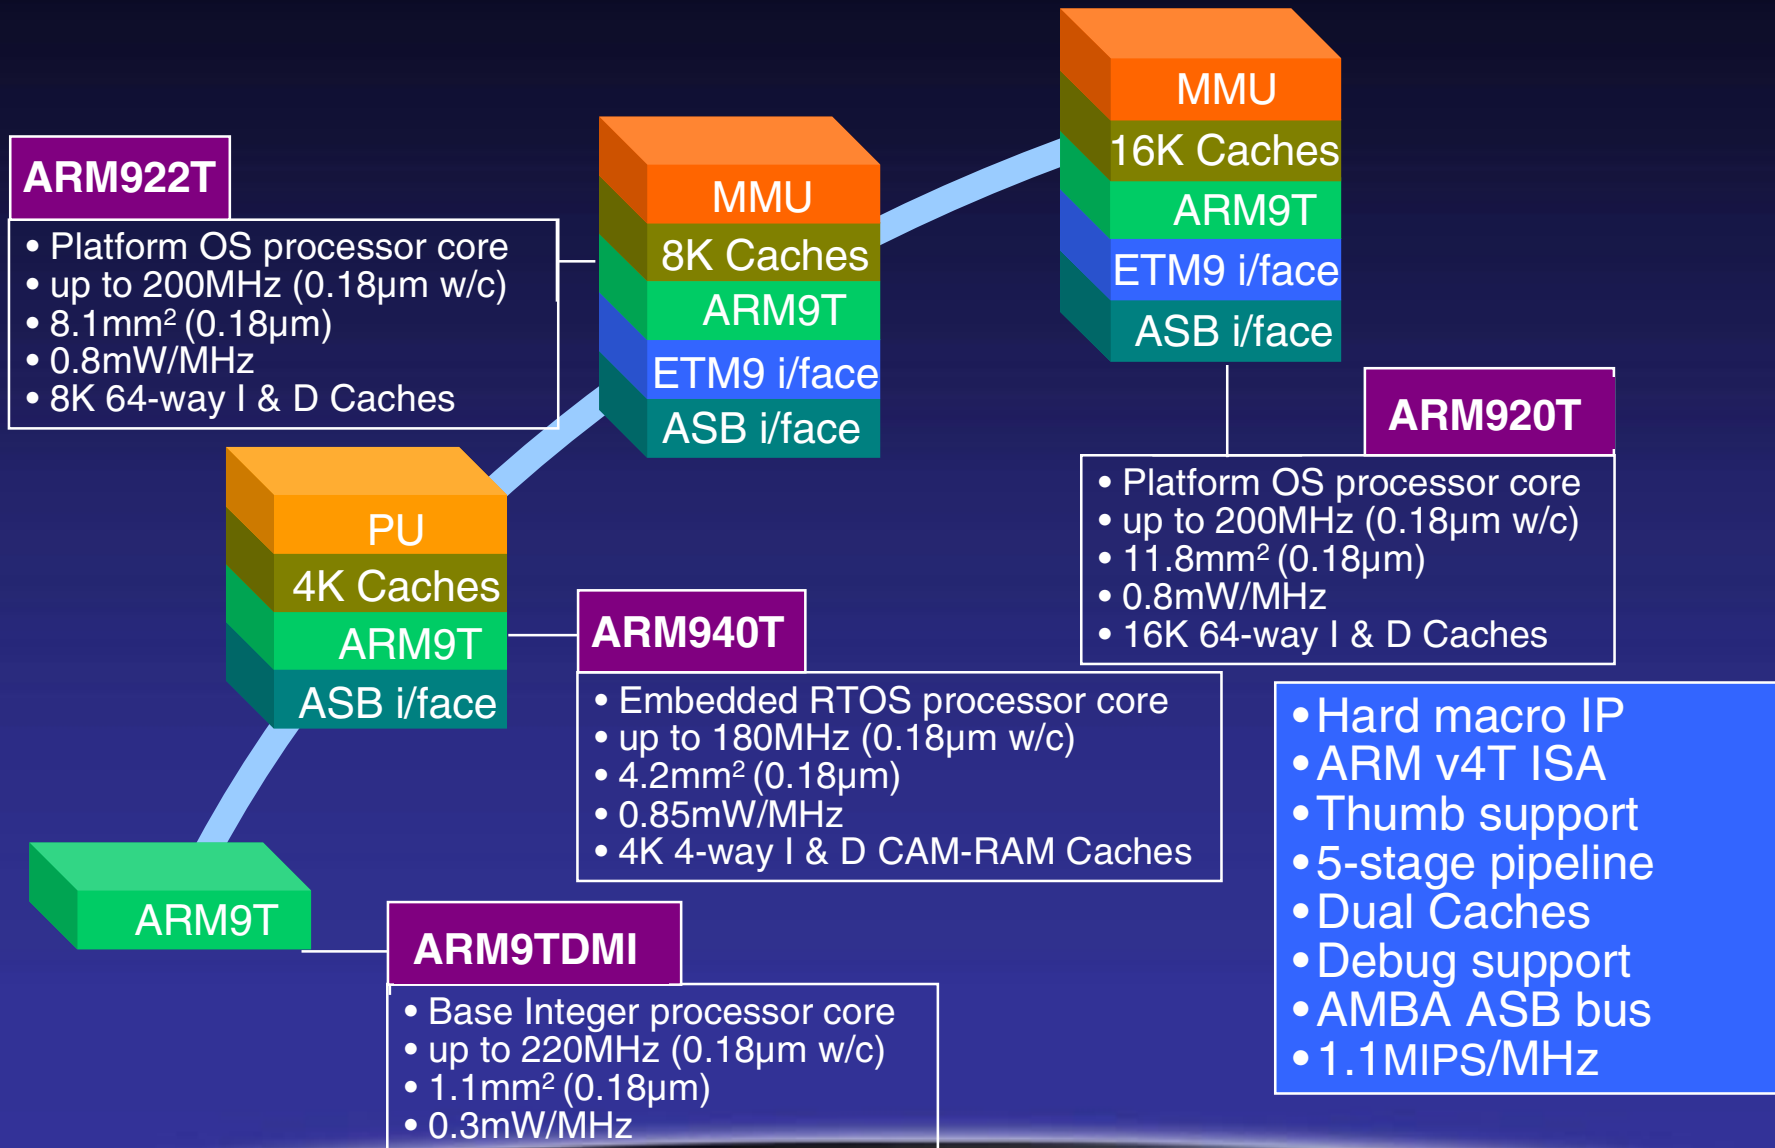 ARM922T
• Platform OS processor core
• up to 200MHz (0.18µm w/c)
• 8.1mm² (0.18µm)
• 0.8mW/MHz
• 8K 64-way I & D Caches
MMU
8K Caches
ARM9T
ETM9 i/face
ASB i/face
MMU
16K Caches
ARM9T
ETM9 i/face
ASB i/face
ARM920T
• Platform OS processor core
• up to 200MHz (0.18µm w/c)
• 11.8mm² (0.18µm)
• 0.8mW/MHz
• 16K 64-way I & D Caches
PU
4K Caches
ARM9T
ASB i/face
ARM940T
• Embedded RTOS processor core
• up to 180MHz (0.18µm w/c)
• 4.2mm² (0.18µm)
• 0.85mW/MHz
• 4K 4-way I & D CAM-RAM Caches
ARM9T
ARM9TDMI
• Base Integer processor core
• up to 220MHz (0.18µm w/c)
• 1.1mm² (0.18µm)
• 0.3mW/MHz
• Hard macro IP
• ARM v4T ISA
• Thumb support
• 5-stage pipeline
• Dual Caches
• Debug support
• AMBA ASB bus
• 1.1MIPS/MHz